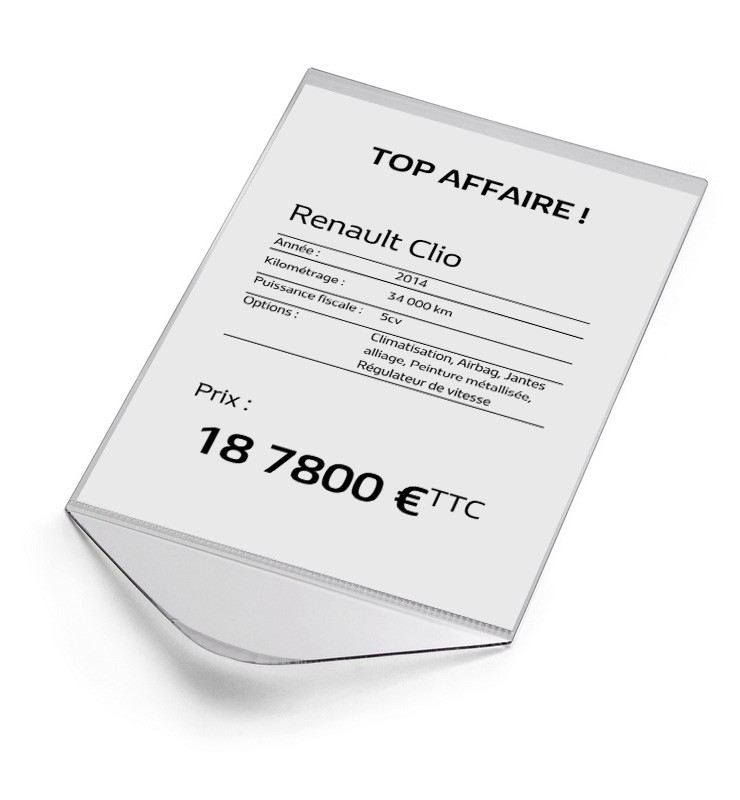 TOP AFFAIRE !
Renault Clio
Année : 2014
Kilométrage : 34 000 km
Puissance fiscale : 5cv
Options : Climatisation, Airbag, Jantes
alliage, Peinture métallisée,
Régulateur de vitesse
Prix :
18 7800 € TTC